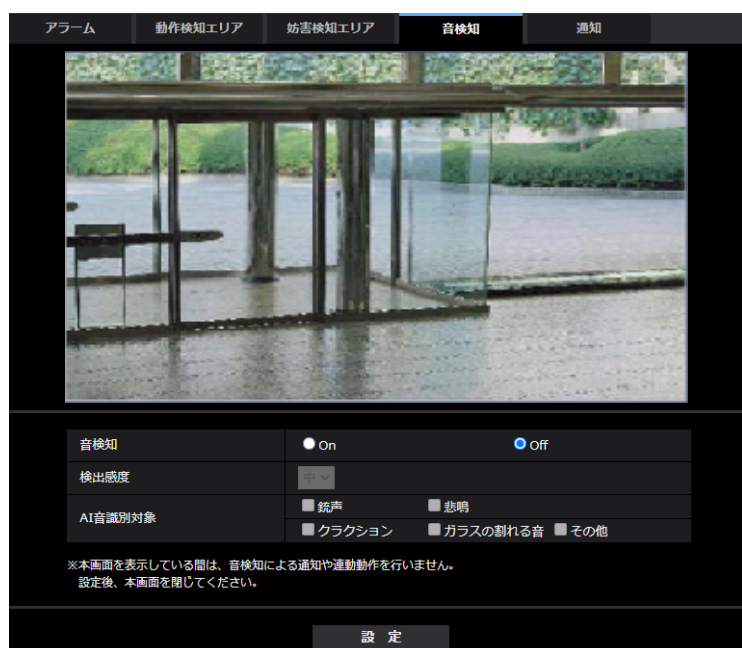 アラーム 動作検知エリア 妨害検知エリア 音検知 通知
音検知 On Off
検出感度 中
AI音識別対象 銃声 悲鳴
クラクション ガラスの割れる音 その他
※本画面を表示している間は、音検知による通知や連動動作を行いません。
設定後、本画面を閉じてください。
設 定